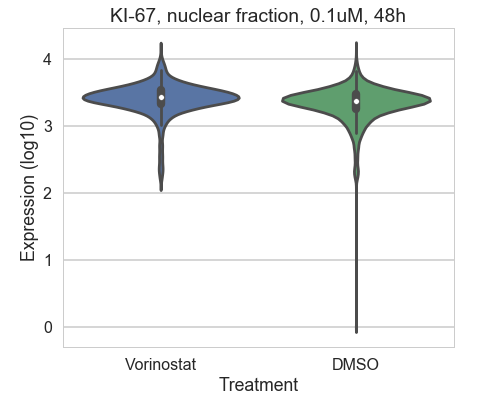 KI-67, nuclear fraction, 0.1uM, 48h
Expression (log10)
4
3
2
1
0
Vorinostat DMSO
Treatment